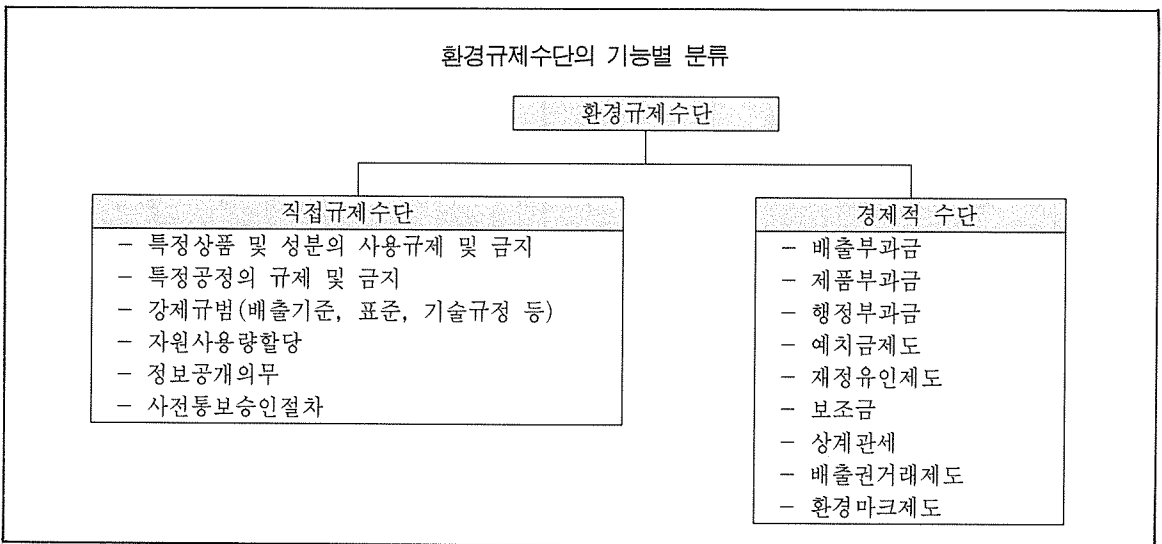 환경규제수단의 기능별 분류
환경규제수단
직접규제수단
- 특정상품 및 성분의 사용규제 및 금지
- 특정공정의 규제 및 금지
- 강제규범(배출기준, 표준, 기술규정 등)
- 자원사용량할당
- 정보공개의무
- 사전통보승인절차
경제적 수단
- 배출부과금
- 제품부과금
- 행정부과금
- 예치금제도
- 재정유인제도
- 보조금
- 상계관세
- 배출권거래제도
- 환경마크제도